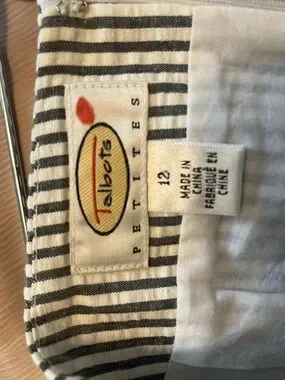 Talbots
PETITES
12
MADE IN
CHINA
FABRIQUÉ EN
CHINE